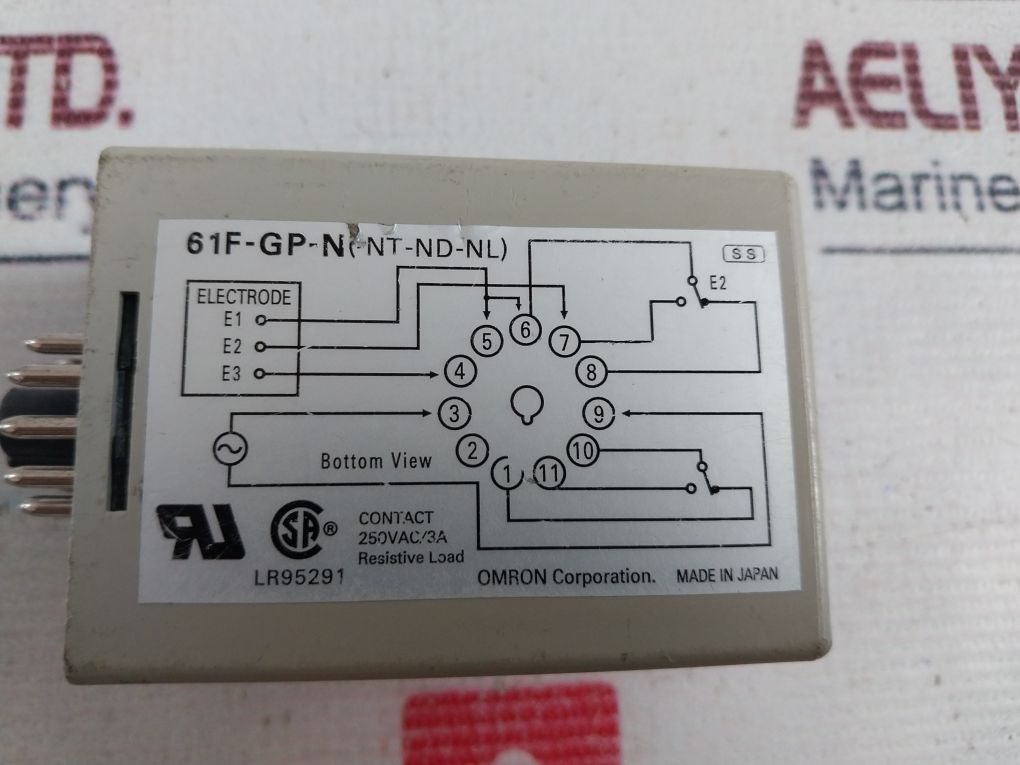 TD.
AELIY
Marine
61F-GP-N(-NT-ND-NL)
SS
ELECTRODE
E1
E2
E3
E2
5
6
7
4
8
3
9
2
10
1
11
Bottom View
SA®
LR95291
CONTACT
250VAC/3A
Resistive Load
OMRON Corporation.
MADE IN JAPAN